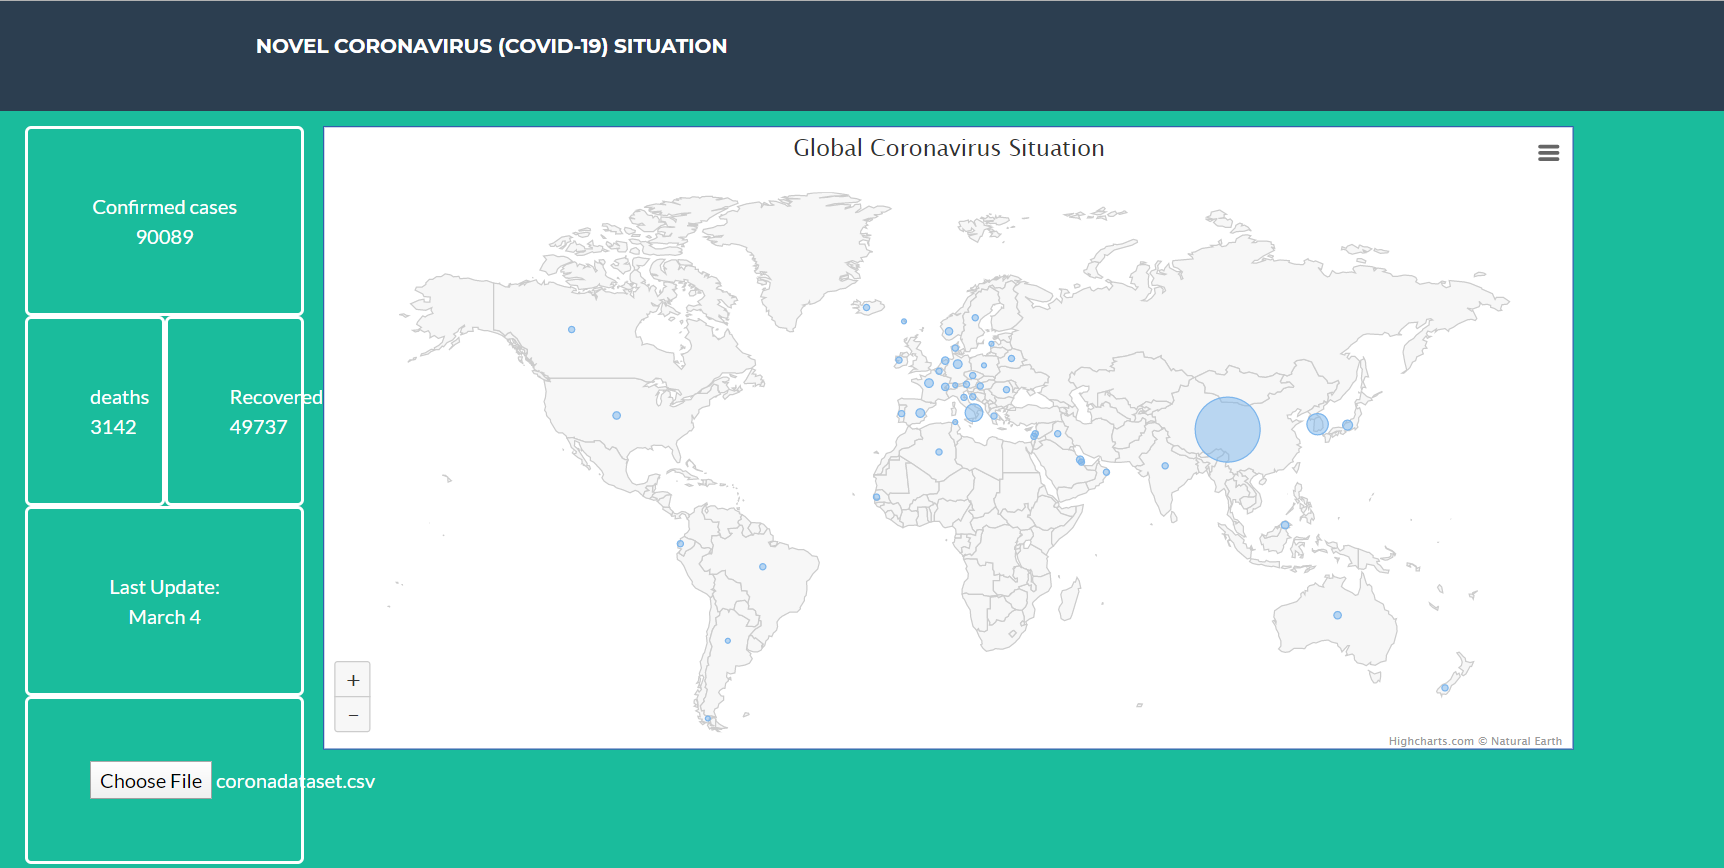 NOVEL CORONAVIRUS (COVID-19) SITUATION
Confirmed cases
90089
deaths
3142
Recovered
49737
Last Update:
March 4
Choose File coronadataset.csv
Global Coronavirus Situation
+
−
Highcharts.com © Natural Earth